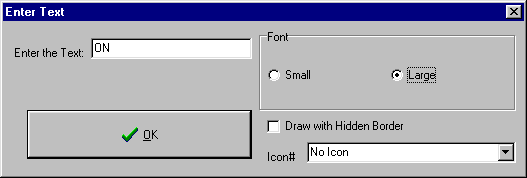 Enter Text
Enter the Text: ON
Font
Small Large
OK
Draw with Hidden Border
Icon# No Icon